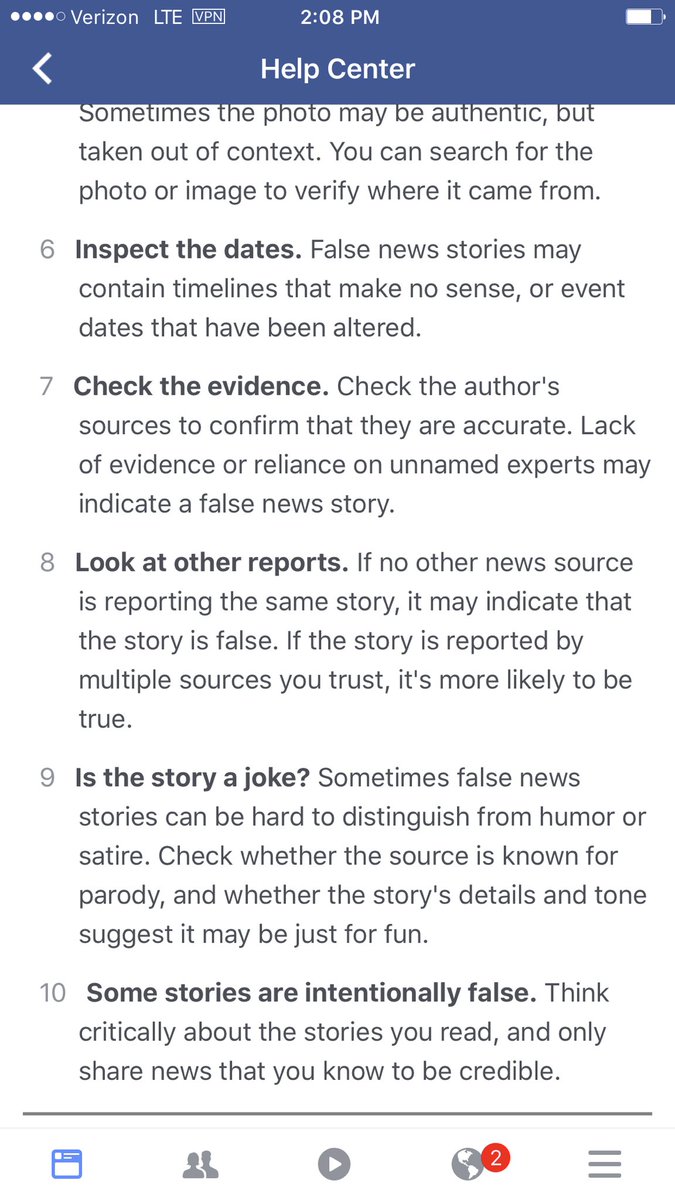 Verizon LTE VPN 2:08 PM
Help Center
Sometimes the photo may be authentic, but
taken out of context. You can search for the
photo or image to verify where it came from.
6 Inspect the dates. False news stories may
contain timelines that make no sense, or event
dates that have been altered.
7 Check the evidence. Check the author's
sources to confirm that they are accurate. Lack
of evidence or reliance on unnamed experts may
indicate a false news story.
8 Look at other reports. If no other news source
is reporting the same story, it may indicate that
the story is false. If the story is reported by
multiple sources you trust, it's more likely to be
true.
9 Is the story a joke? Sometimes false news
stories can be hard to distinguish from humor or
satire. Check whether the source is known for
parody, and whether the story's details and tone
suggest it may be just for fun.
10 Some stories are intentionally false. Think
critically about the stories you read, and only
share news that you know to be credible.
2